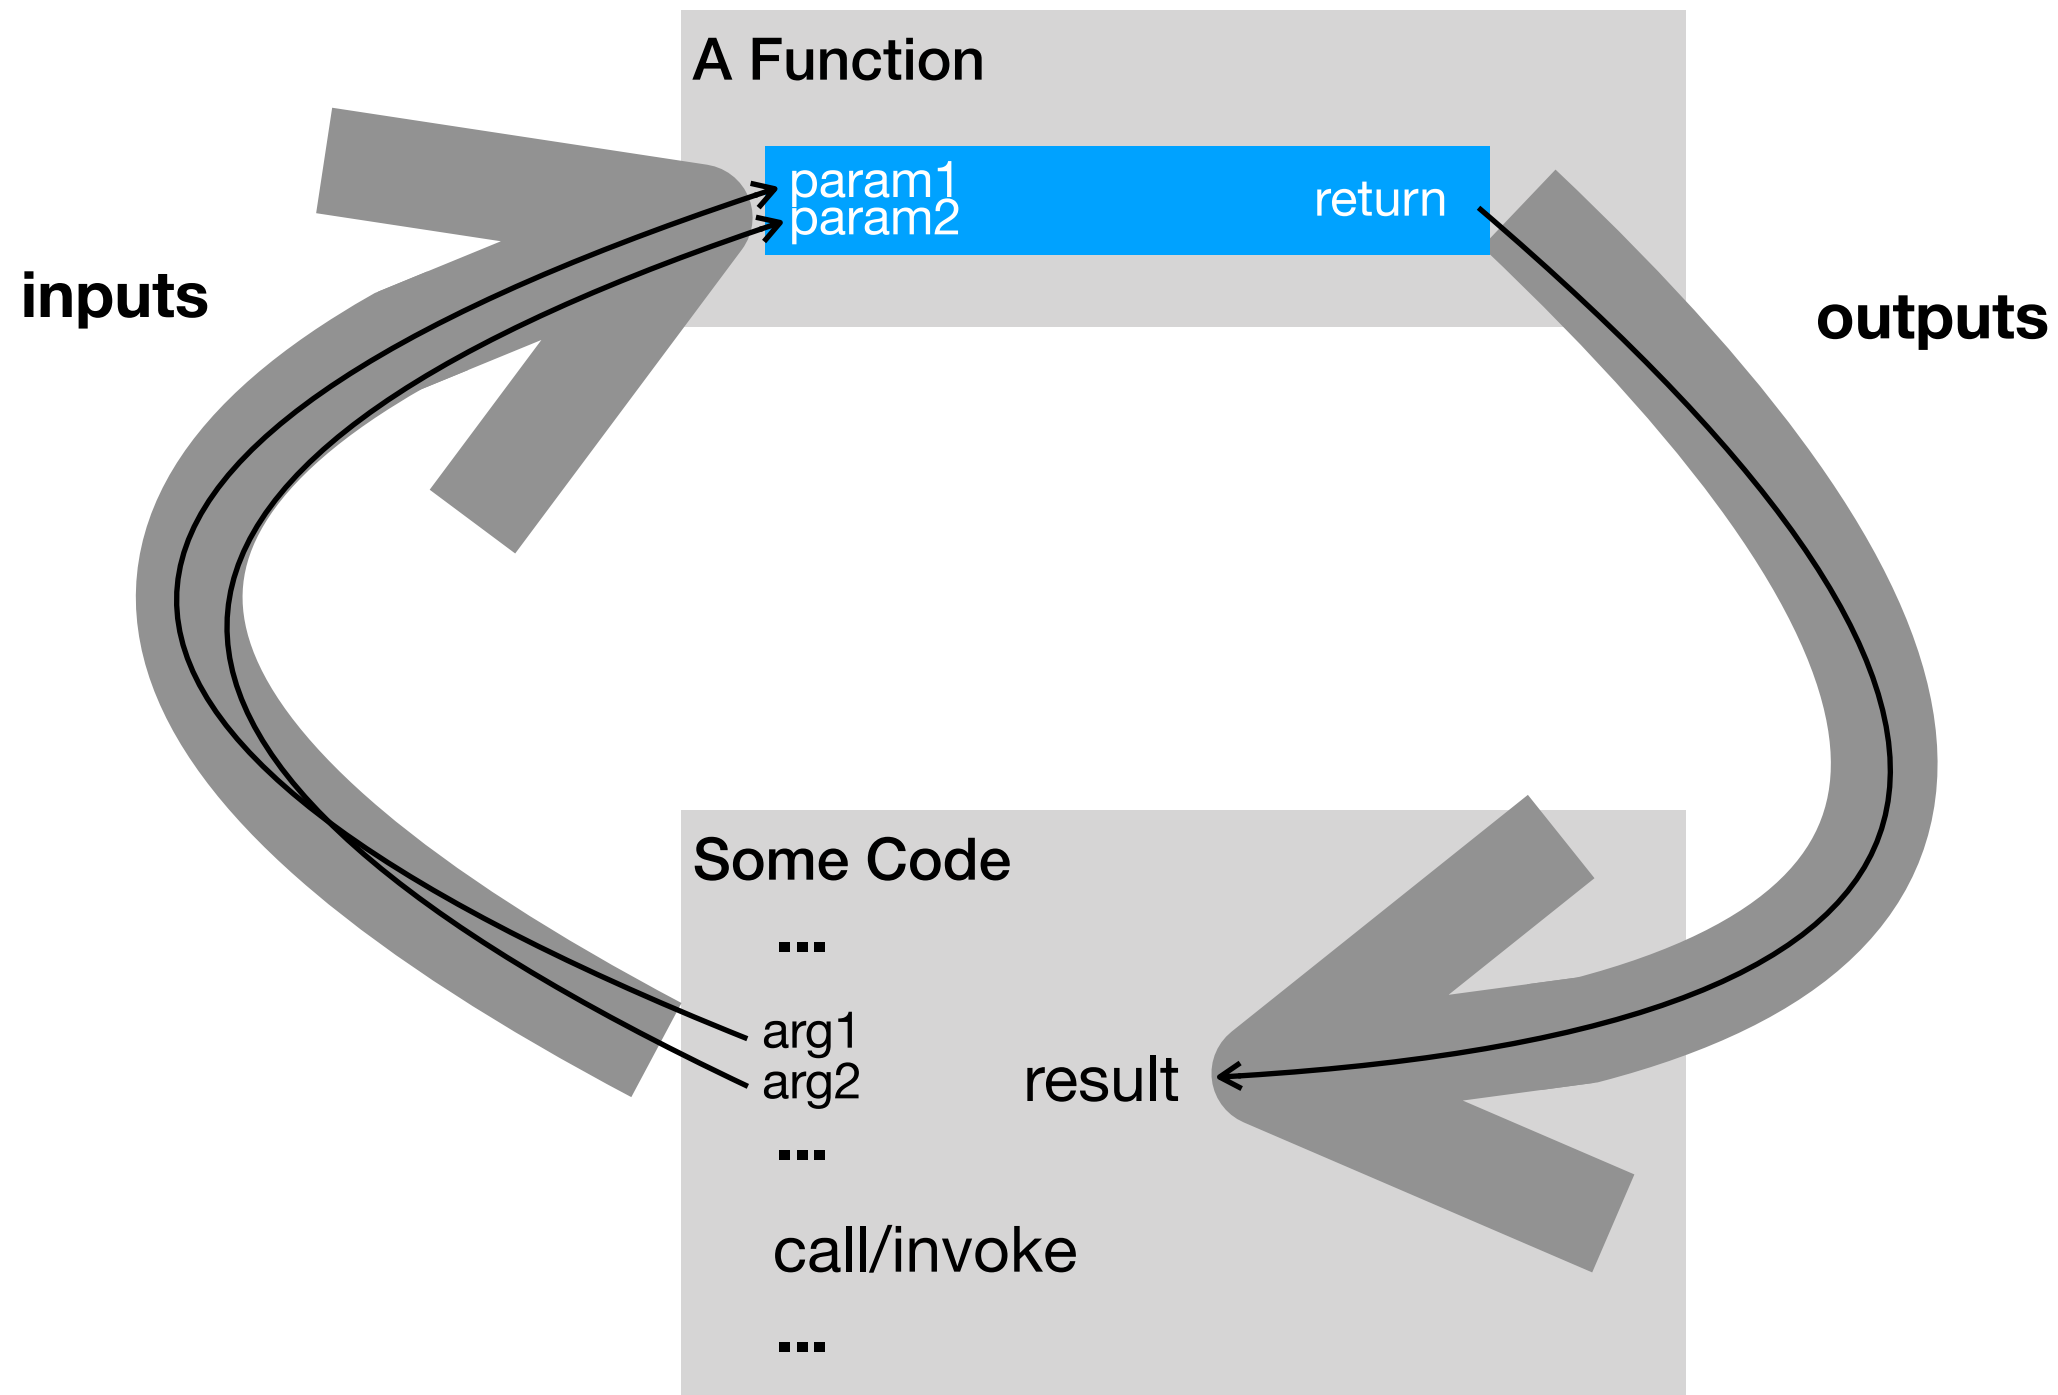 A Function
param1
param2
return
inputs
outputs
Some Code
...
arg1
arg2
result
...
call/invoke
...